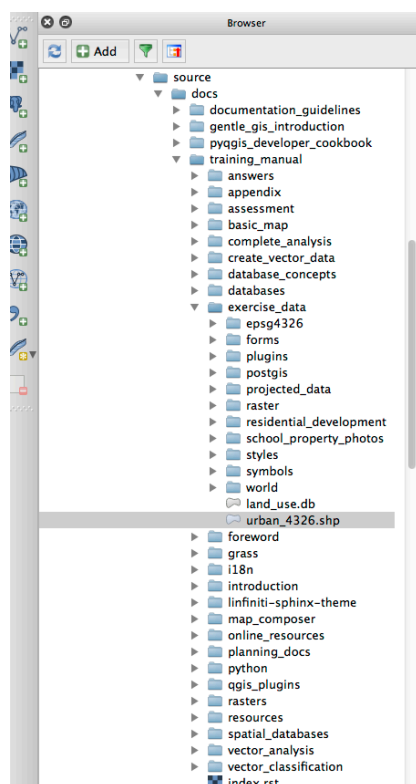 Browser
Add
source
docs
documentation_guidelines
gentle_gis_introduction
pyqgis_developer_cookbook
training_manual
answers
appendix
assessment
basic_map
complete_analysis
create_vector_data
database_concepts
databases
exercise_data
epsg4326
forms
plugins
postgis
projected_data
raster
residential_development
school_property_photos
styles
symbols
world
land_use.db
urban_4326.shp
foreword
grass
i18n
introduction
linfiniti-sphinx-theme
map_composer
online_resources
planning_docs
python
qgis_plugins
rasters
resources
spatial_databases
vector_analysis
vector_classification
index.rst